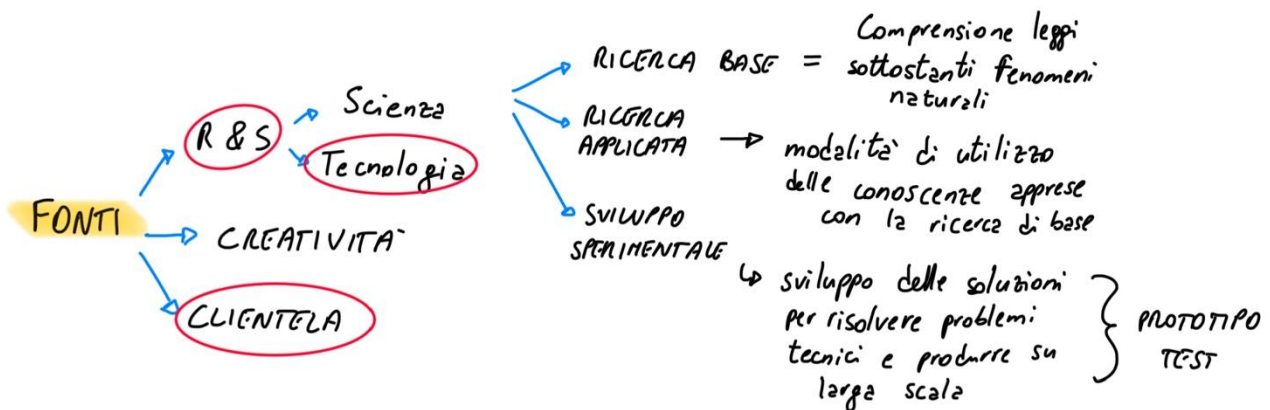 FONTI
R & S
CREATIVITÀ
CLIENTELA
Scienza
Tecnologia
RICERCA BASE =
Comprensione leggi
sottostanti fenomeni
naturali
RICERCA
APPLICATA
modalità di utilizzo
delle conoscenze apprese
con la ricerca di base
SVILUPPO
SPERIMENTALE
sviluppo delle soluzioni
per risolvere problemi
tecnici e produrre su
larga scala
PROTOTIPO
TEST